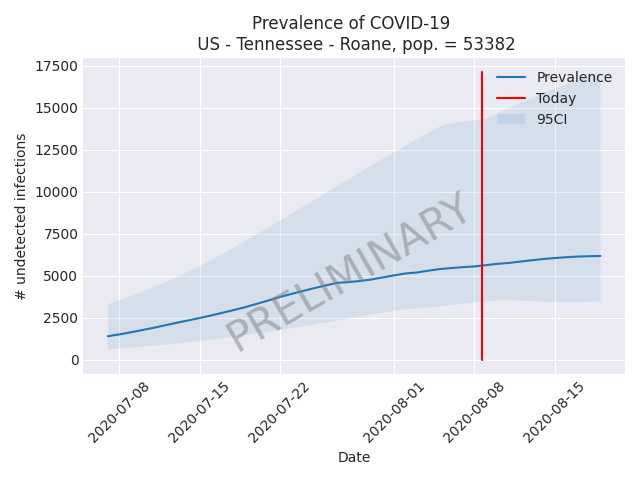 Prevalence of COVID-19
US - Tennessee - Roane, pop. = 53382
17500
15000
12500
10000
7500
5000
2500
0
# undetected infections
Prevalence
Today
95CI
PRELIMINARY
2020-07-08
2020-07-15
2020-07-22
2020-08-01
2020-08-08
2020-08-15
Date